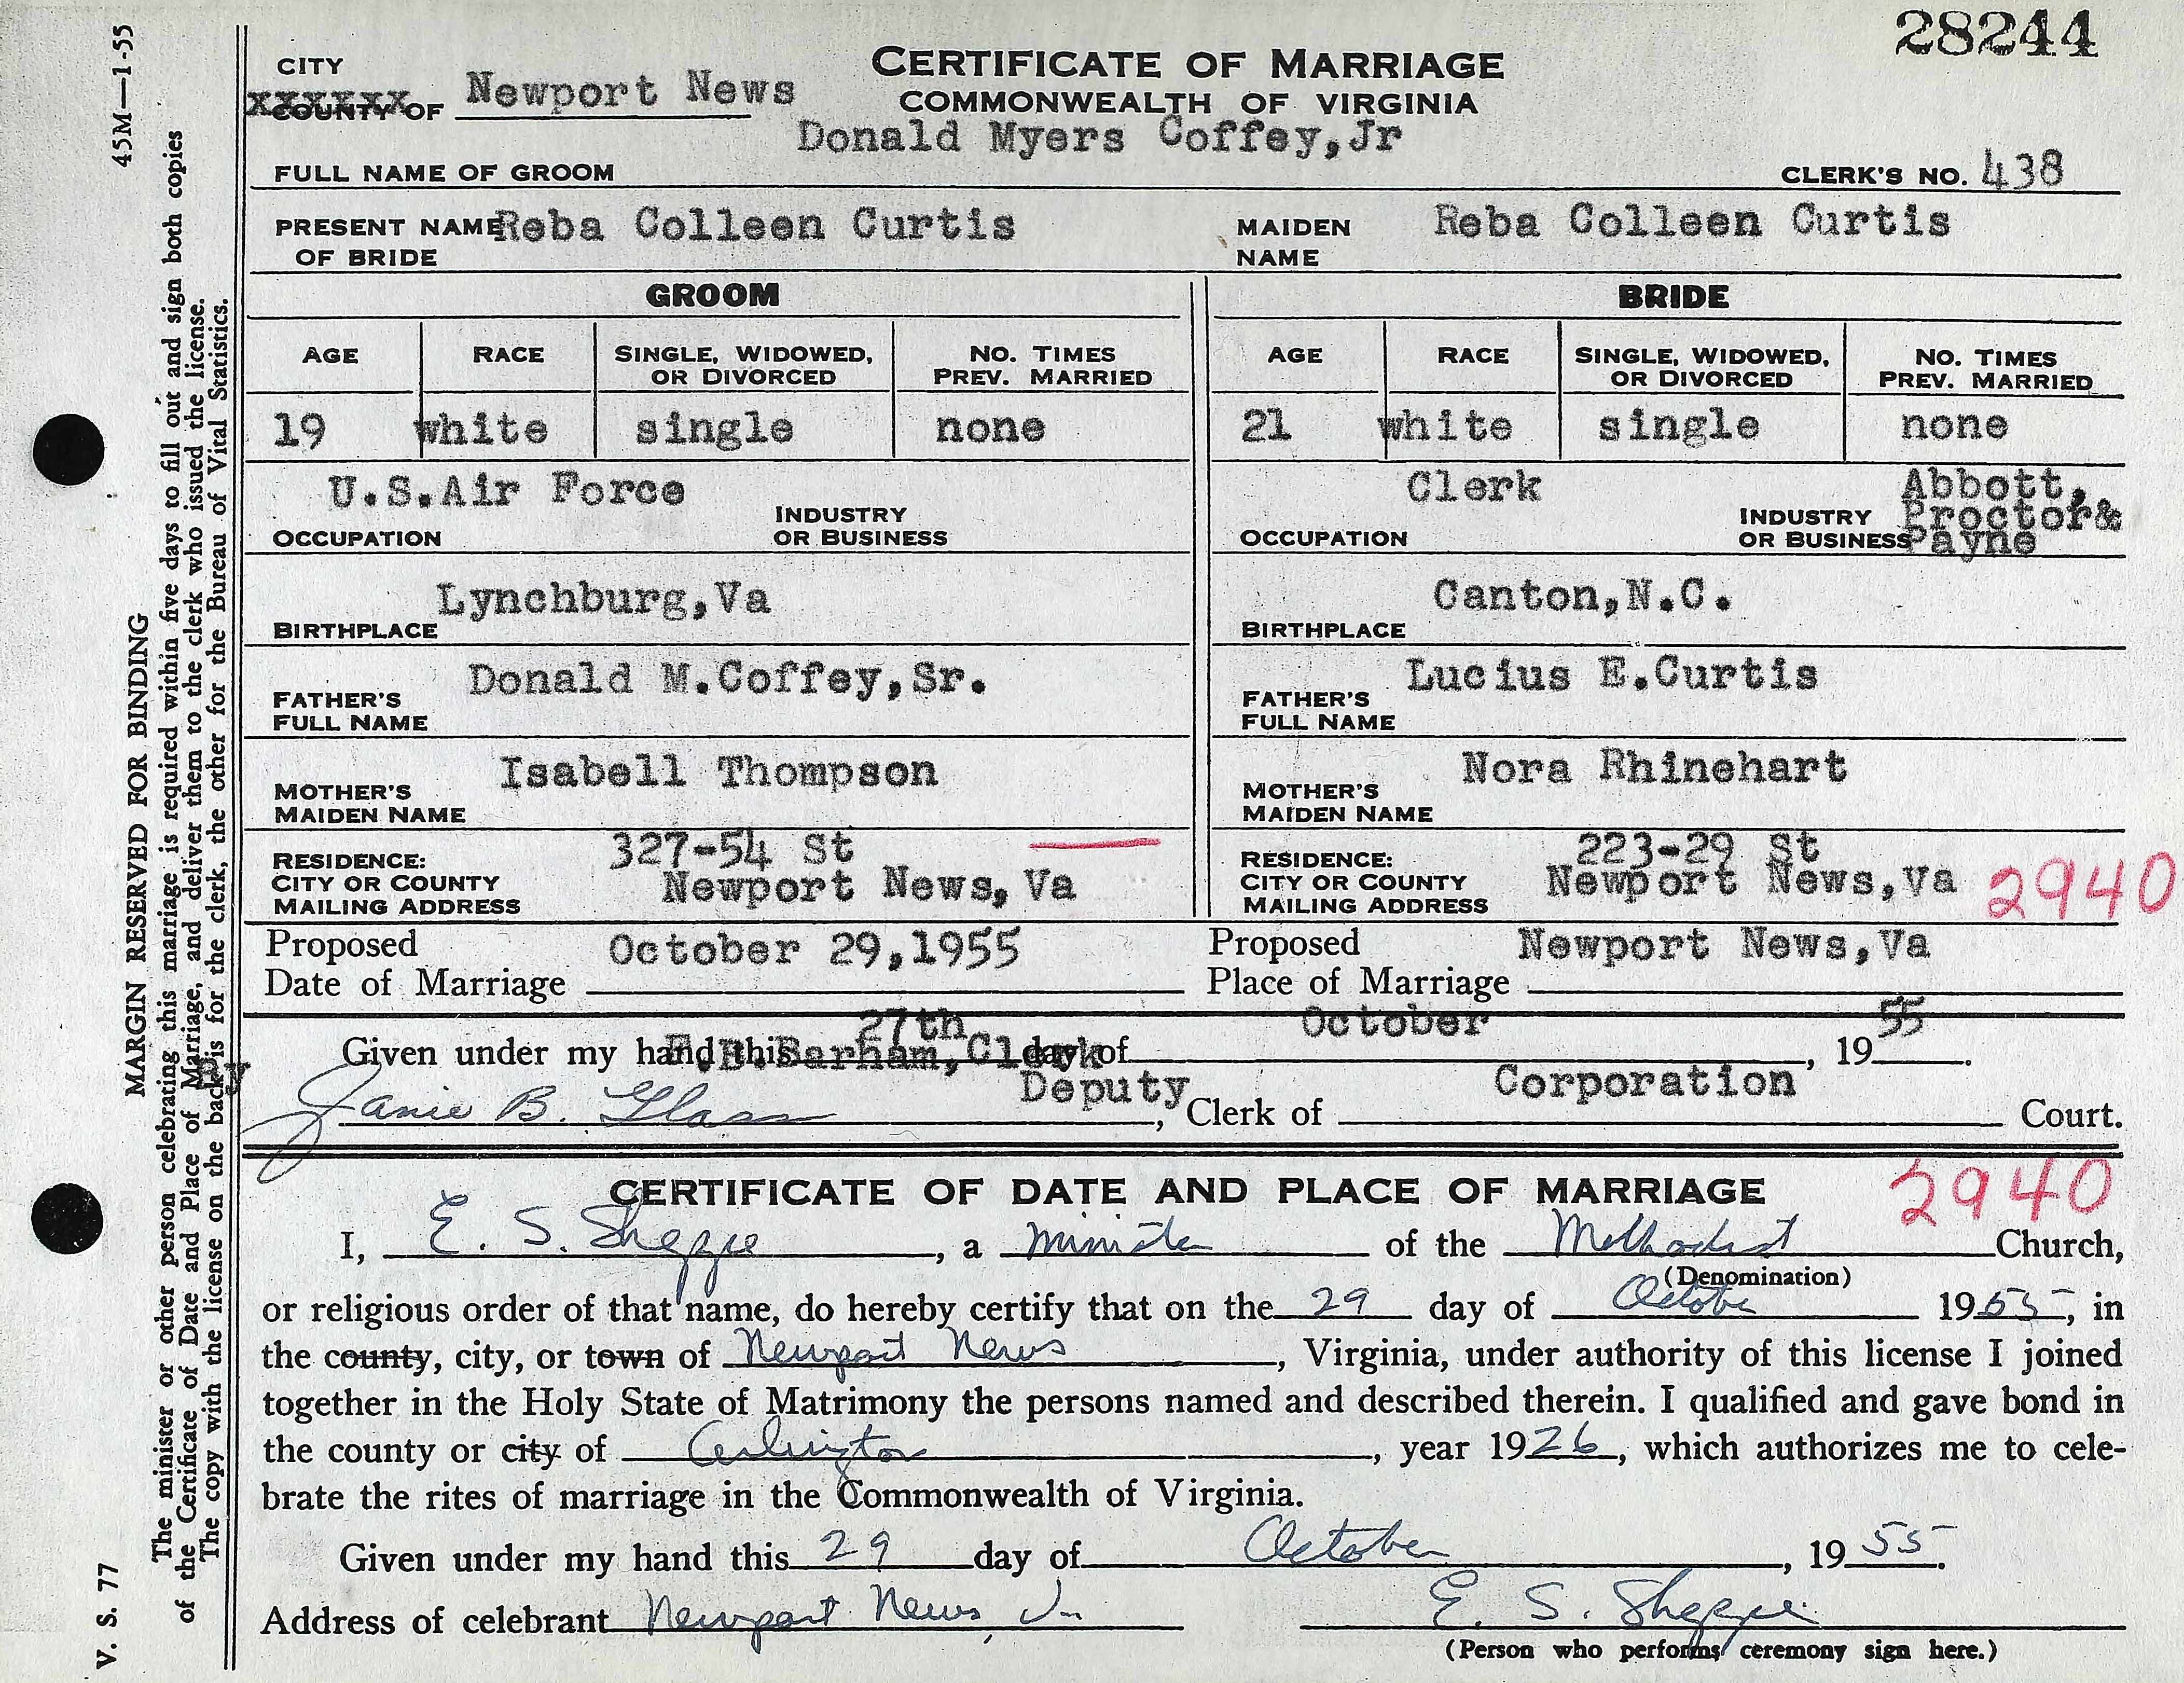 28244
45M—1-55
CERTIFICATE OF MARRIAGE
COMMONWEALTH OF VIRGINIA
CITY
COUNTY OF Newport News
FULL NAME OF GROOM Donald Myers Coffey,Jr CLERK'S NO. 438
PRESENT NAME OF BRIDE Reba Colleen Curtis MAIDEN NAME Reba Colleen Curtis
GROOM BRIDE
AGE RACE SINGLE, WIDOWED, OR DIVORCED NO. TIMES PREV. MARRIED AGE RACE SINGLE, WIDOWED, OR DIVORCED NO. TIMES PREV. MARRIED
19 white single none 21 white single none
OCCUPATION U.S.Air Force INDUSTRY OR BUSINESS OCCUPATION Clerk INDUSTRY OR BUSINESS Abbott, Proctor& Payne
BIRTHPLACE Lynchburg,Va BIRTHPLACE Canton,N.C.
FATHER'S FULL NAME Donald M.Coffey,Sr. FATHER'S FULL NAME Lucius E.Curtis
MOTHER'S MAIDEN NAME Isabell Thompson MOTHER'S MAIDEN NAME Nora Rhinehart
RESIDENCE: CITY OR COUNTY MAILING ADDRESS 327-54 St Newport News, Va RESIDENCE: CITY OR COUNTY MAILING ADDRESS 223-29 St Newport News,Va 2940
Proposed Date of Marriage October 29,1955 Proposed Place of Marriage Newport News,Va
Given under my hand this 27th day of October, 1955.
Barham,Clerk
By Janie B. Glass Deputy, Clerk of Corporation Court.
CERTIFICATE OF DATE AND PLACE OF MARRIAGE 2940
I, E. S. Sheppe, a minister of the Methodist Church,
(Denomination)
or religious order of that name, do hereby certify that on the 29 day of October 1955, in
the county, city, or town of Newport News, Virginia, under authority of this license I joined
together in the Holy State of Matrimony the persons named and described therein. I qualified and gave bond in
the county or city of Arlington, year 1926, which authorizes me to cele-
brate the rites of marriage in the Commonwealth of Virginia.
Given under my hand this 29 day of October, 1955.
Address of celebrant Newport News, Va E. S. Sheppe
(Person who performs ceremony sign here.)
V. S. 77
MARGIN RESERVED FOR BINDING
The minister or other person celebrating this marriage is required within five days to fill out and sign both copies
of the Certificate of Date and Place of Marriage, and deliver them to the clerk who issued the license.
The copy with the license on the back is for the clerk, the other for the Bureau of Vital Statistics.